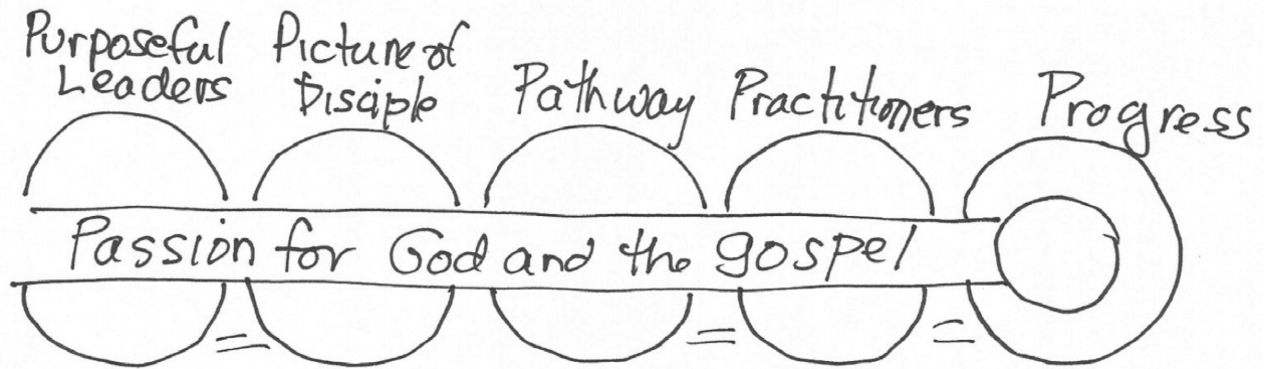 Purposeful
Leaders
Picture of
Disciple
Pathway
Practitioners
Progress
Passion for God and the gospel